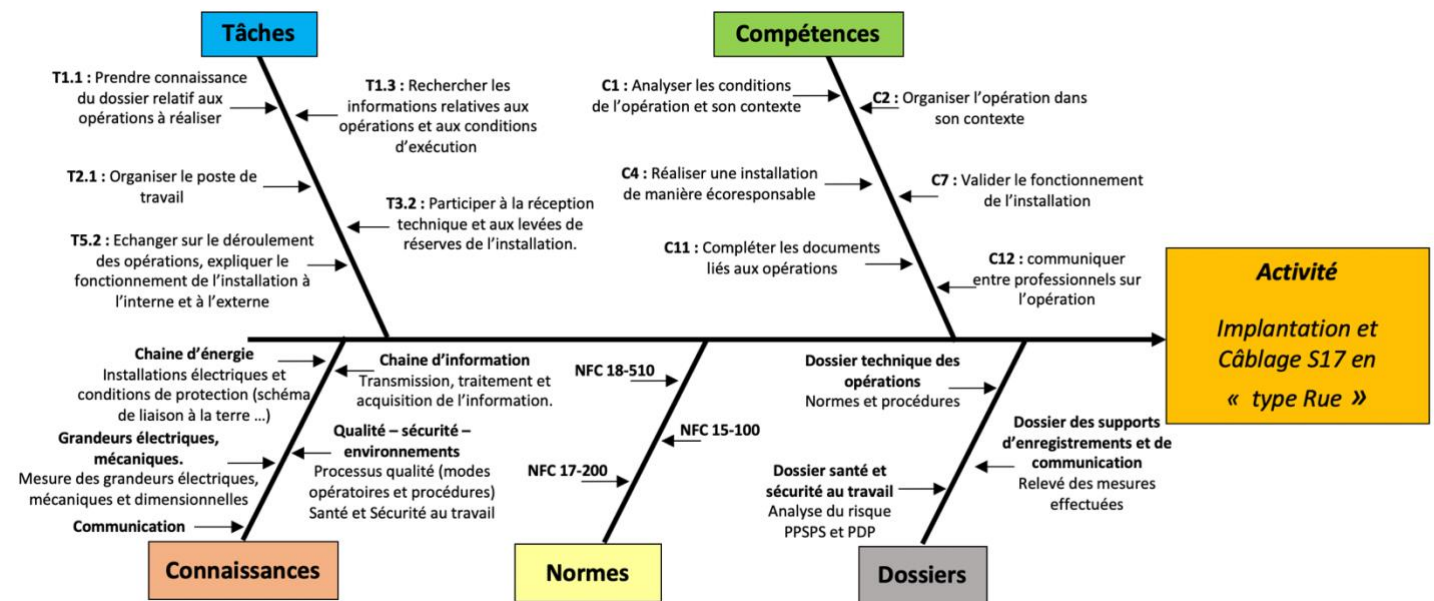 Tâches
T1.1 : Prendre connaissance
du dossier relatif aux
opérations à réaliser
T1.3 : Rechercher les
informations relatives aux
opérations et aux conditions
d'exécution
T2.1 : Organiser le poste de
travail
T3.2 : Participer à la réception
technique et aux levées de
réserves de l'installation.
T5.2 : Echanger sur le déroulement
des opérations, expliquer le
fonctionnement de l'installation à
l'interne et à l'externe
Compétences
C1 : Analyser les conditions
de l'opération et son contexte
C2 : Organiser l'opération dans
son contexte
C4 : Réaliser une installation
de manière écoresponsable
C7 : Valider le fonctionnement
de l'installation
C11 : Compléter les documents
liés aux opérations
C12 : communiquer
entre professionnels sur
l'opération
Activité
Implantation et
Câblage S17 en
« type Rue »
Chaine d'énergie
Installations électriques et
conditions de protection (schéma
de liaison à la terre ...)
Chaine d'information
Transmission, traitement et
acquisition de l'information.
Grandeurs électriques,
mécaniques.
Mesure des grandeurs électriques,
mécaniques et dimensionnelles
Qualité – sécurité –
environnements
Processus qualité (modes
opératoires et procédures)
Santé et Sécurité au travail
Communication
Connaissances
NFC 18-510
NFC 15-100
NFC 17-200
Normes
Dossier technique des
opérations
Normes et procédures
Dossier des supports
d'enregistrements et de
communication
Relevé des mesures
effectuées
Dossier santé et
sécurité au travail
Analyse du risque
PPSPS et PDP
Dossiers